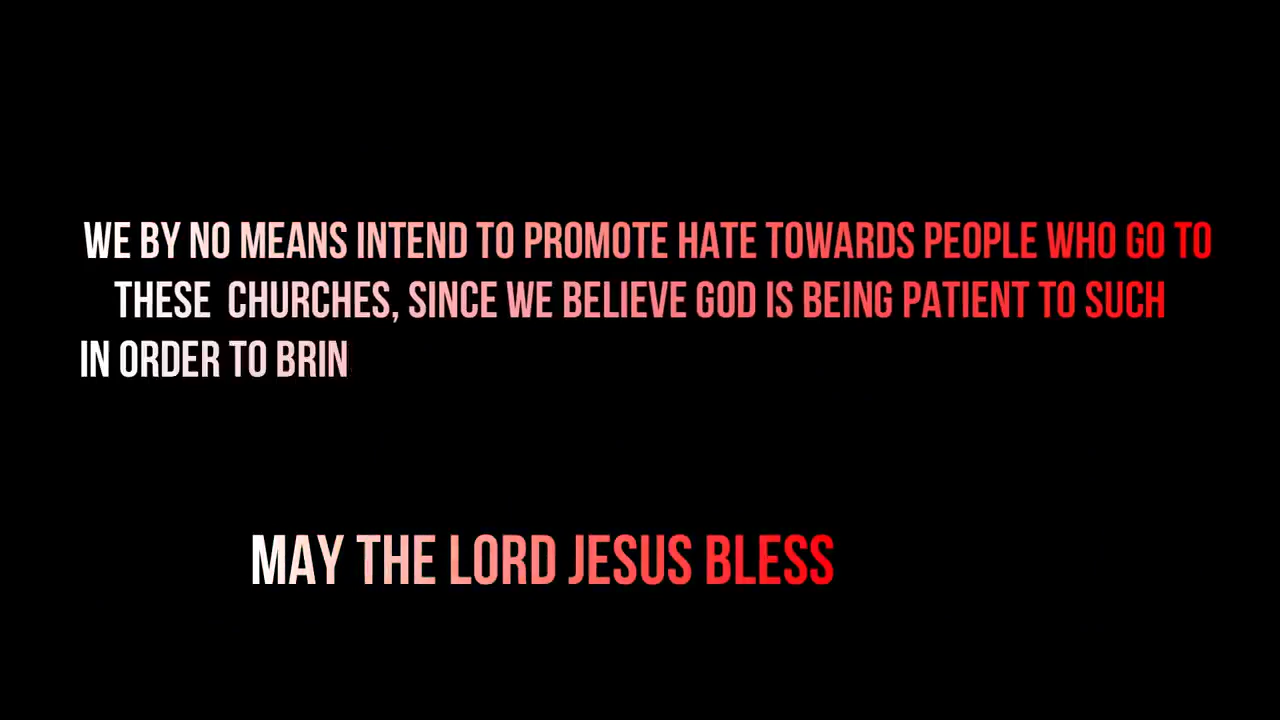 WE BY NO MEANS INTEND TO PROMOTE HATE TOWARDS PEOPLE WHO GO TO
THESE CHURCHES, SINCE WE BELIEVE GOD IS BEING PATIENT TO SUCH
IN ORDER TO BRIN
MAY THE LORD JESUS BLESS